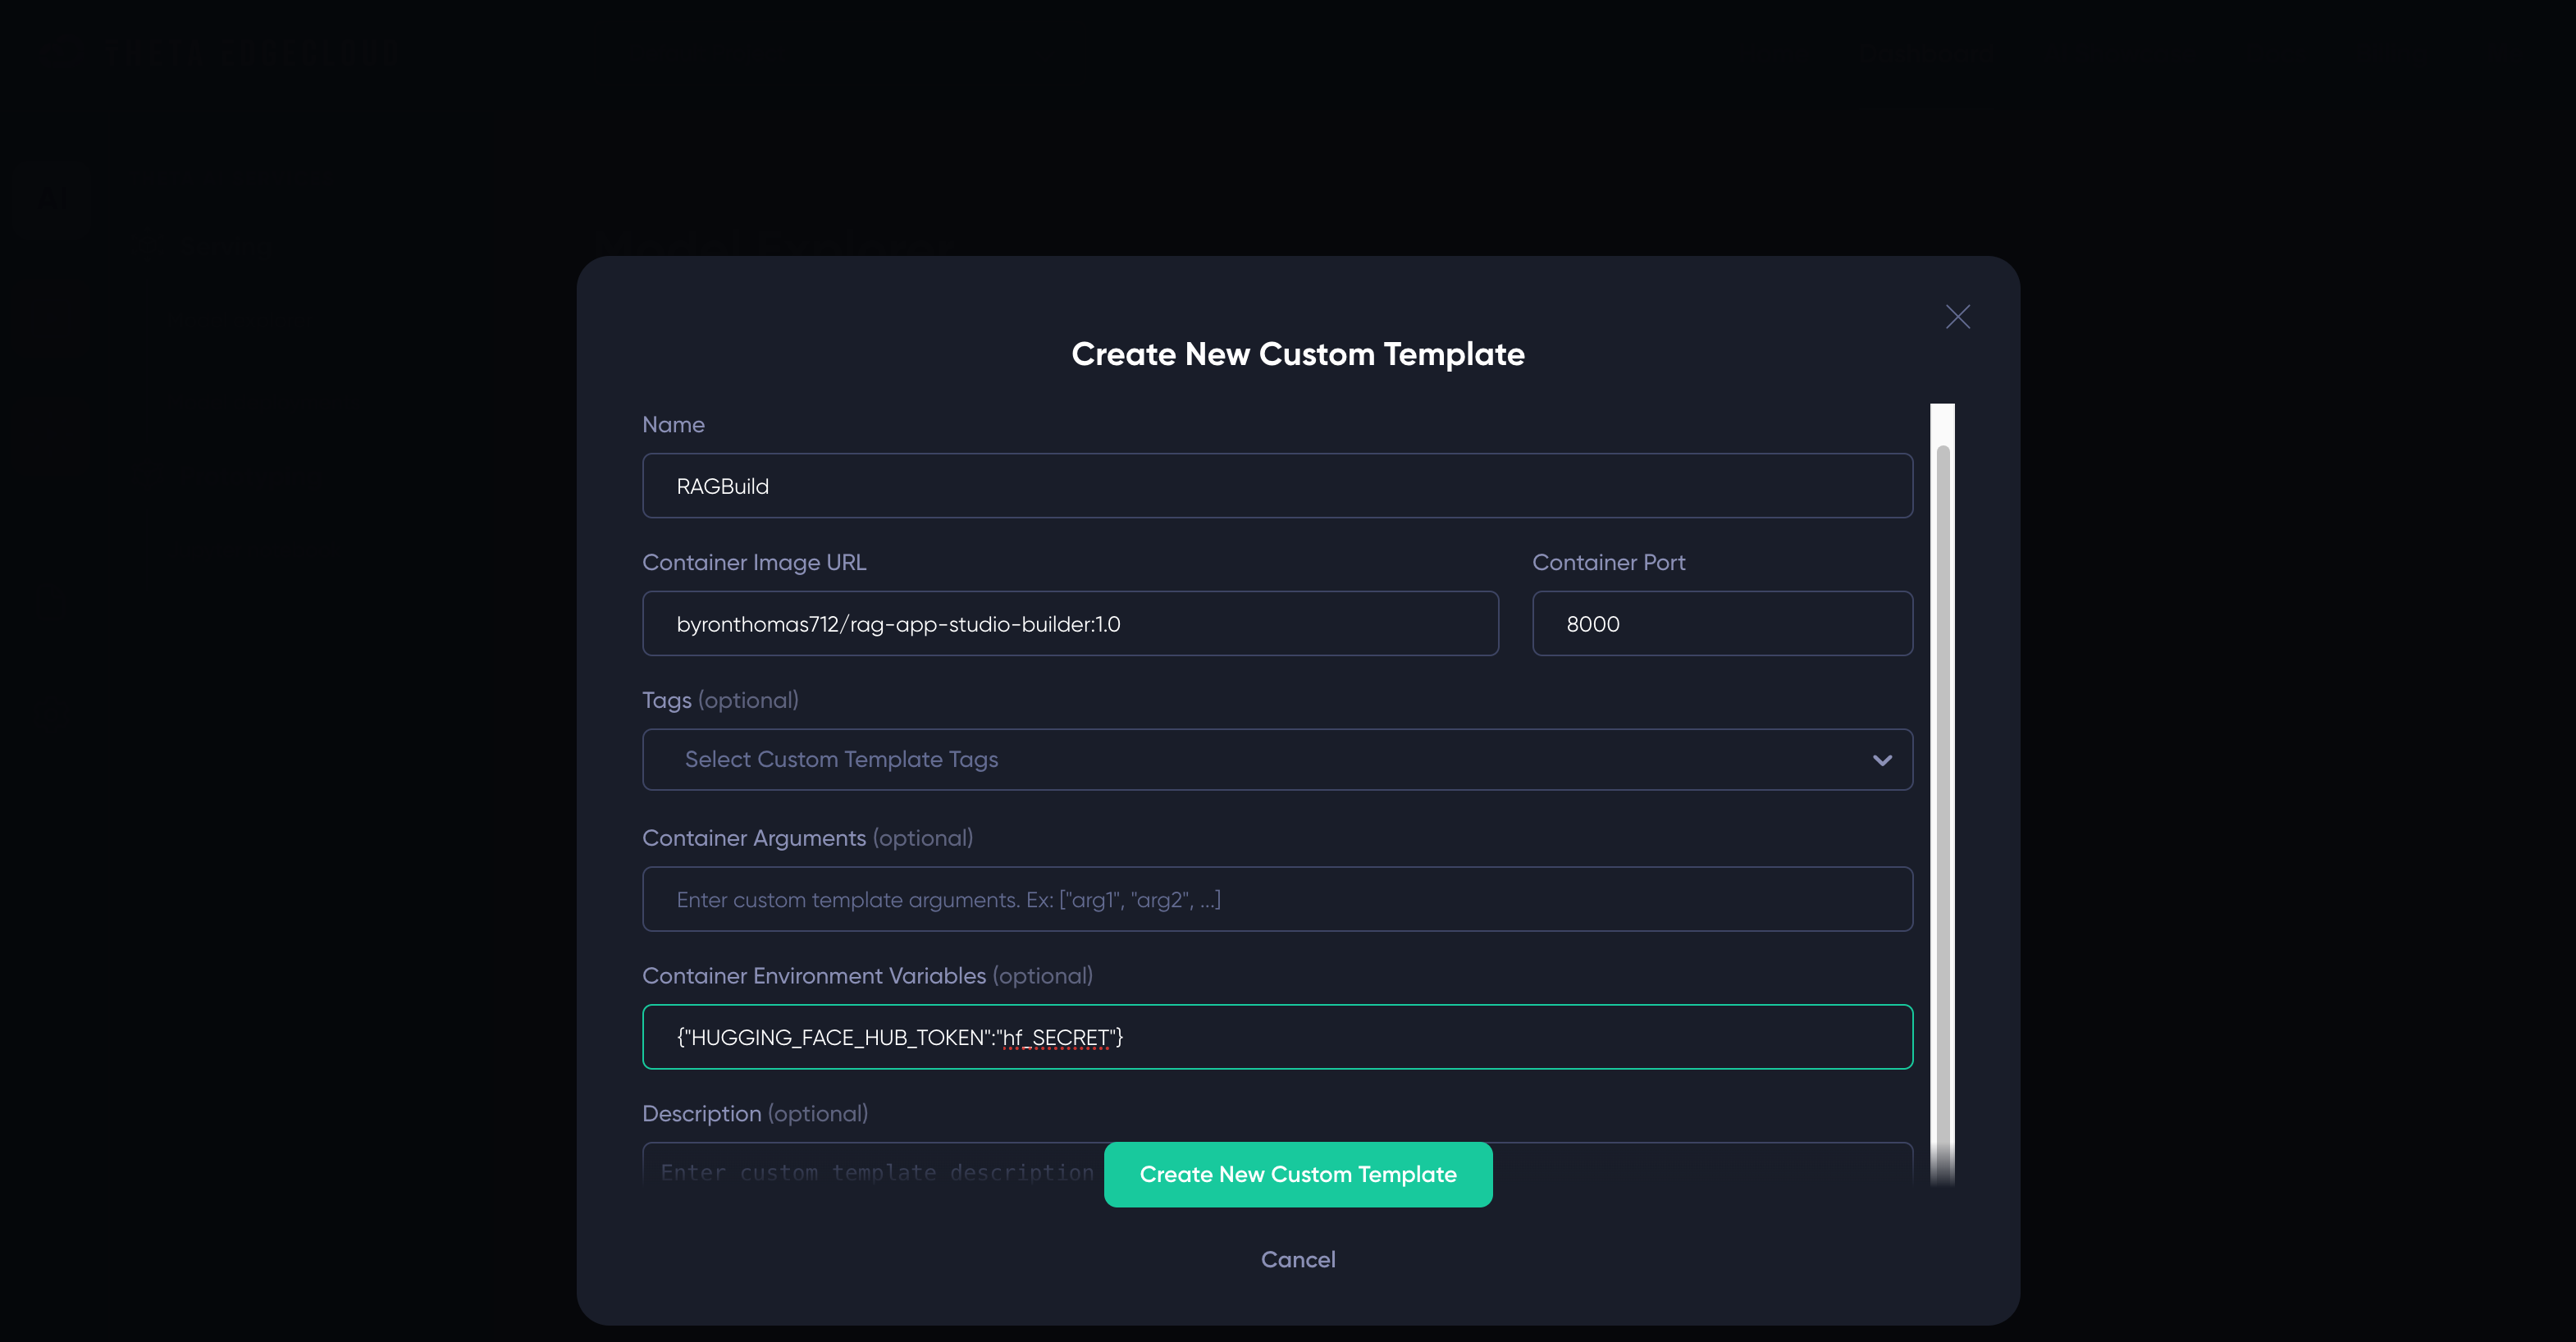 Create New Custom Template
Name
RAGBuild
Container Image URL
Container Port
byronthomas712/rag-app-studio-builder:1.0
8000
Tags (optional)
Select Custom Template Tags
Container Arguments (optional)
Enter custom template arguments. Ex: ["arg1", "arg2", ...]
Container Environment Variables (optional)
{"HUGGING_FACE_HUB_TOKEN":"hf_SECRET"}
Description (optional)
Enter custom template description
Create New Custom Template
Cancel